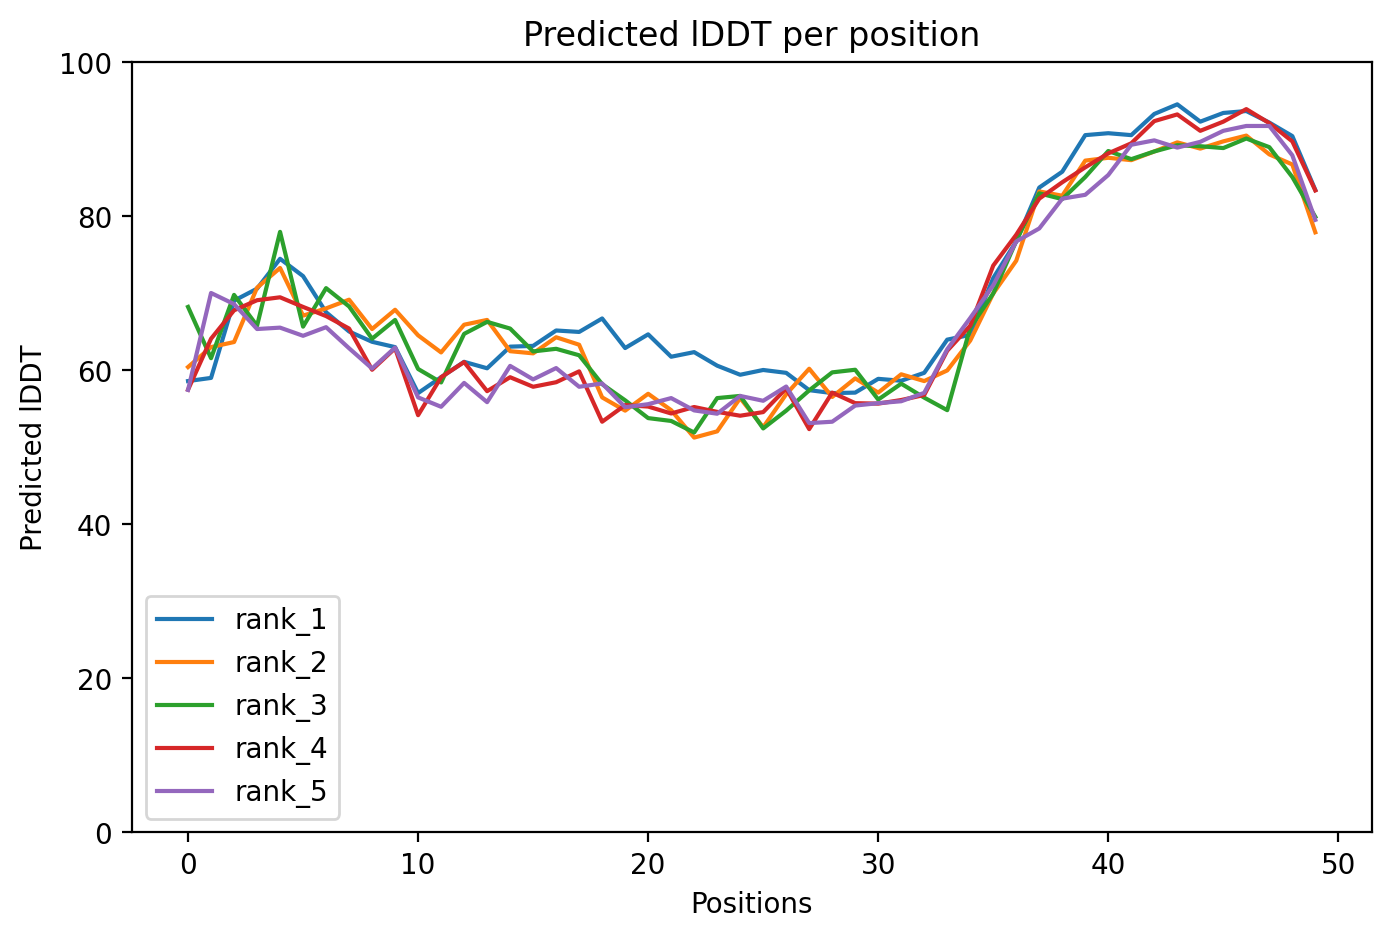 Predicted lDDT per position
100
80
60
40
20
0
Predicted lDDT
rank_1
rank_2
rank_3
rank_4
rank_5
0 10 20 30 40 50
Positions